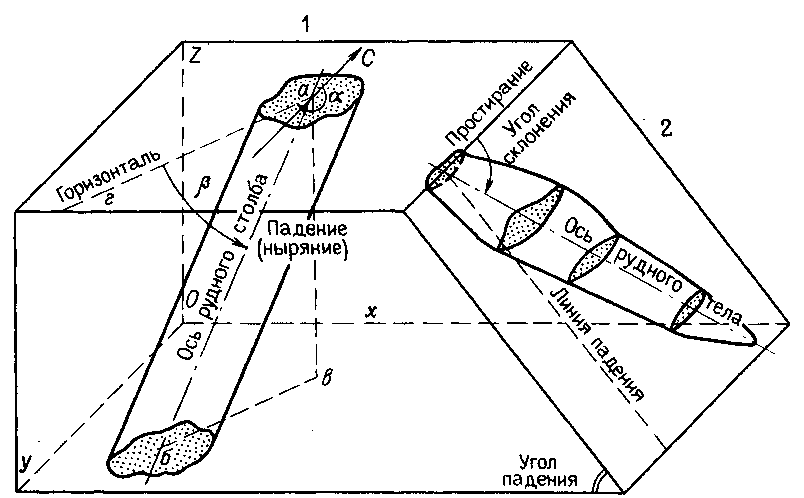 1
Z
C
а
α
Простирание
Угол
склонения
2
Горизонталь
г
β
Падение
(ныряние)
Ось рудного столба
Ось рудного тела
Линия падения
O
x
в
y
б
Угол
падения